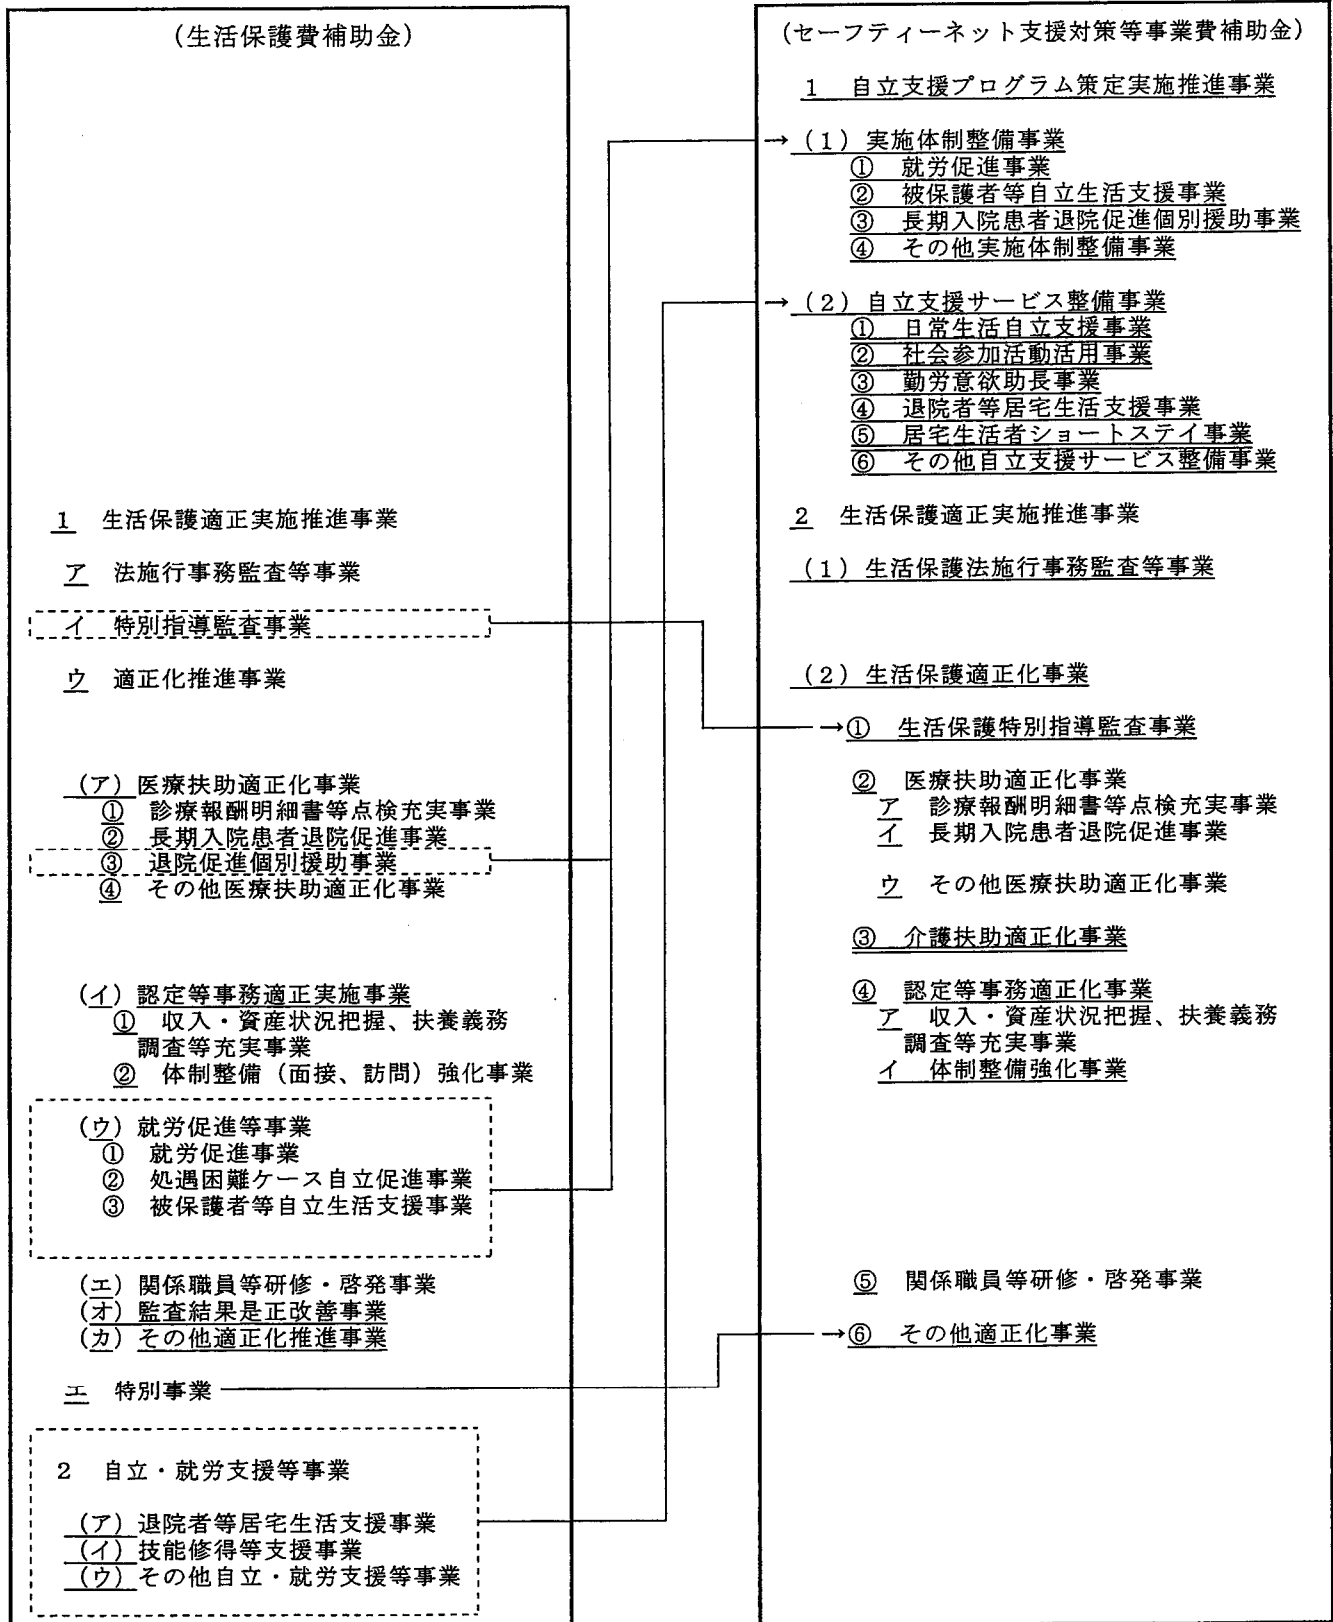 (生活保護費補助金)
1 生活保護適正実施推進事業
ア 法施行事務監査等事業
イ 特別指導監査事業
ウ 適正化推進事業
(ア) 医療扶助適正化事業
① 診療報酬明細書等点検充実事業
② 長期入院患者退院促進事業
③ 退院促進個別援助事業
④ その他医療扶助適正化事業
(イ) 認定等事務適正実施事業
① 収入・資産状況把握、扶養義務
調査等充実事業
② 体制整備（面接、訪問）強化事業
(ウ) 就労促進等事業
① 就労促進事業
② 処遇困難ケース自立促進事業
③ 被保護者等自立生活支援事業
(エ) 関係職員等研修・啓発事業
(オ) 監査結果是正改善事業
(カ) その他適正化推進事業
エ 特別事業
2 自立・就労支援等事業
(ア) 退院者等居宅生活支援事業
(イ) 技能修得等支援事業
(ウ) その他自立・就労支援等事業
(セーフティーネット支援対策等事業費補助金)
1 自立支援プログラム策定実施推進事業
→ (1) 実施体制整備事業
① 就労促進事業
② 被保護者等自立生活支援事業
③ 長期入院患者退院促進個別援助事業
④ その他実施体制整備事業
→ (2) 自立支援サービス整備事業
① 日常生活自立支援事業
② 社会参加活動活用事業
③ 勤労意欲助長事業
④ 退院者等居宅生活支援事業
⑤ 居宅生活者ショートステイ事業
⑥ その他自立支援サービス整備事業
2 生活保護適正実施推進事業
(1) 生活保護法施行事務監査等事業
(2) 生活保護適正化事業
→① 生活保護特別指導監査事業
② 医療扶助適正化事業
ア 診療報酬明細書等点検充実事業
イ 長期入院患者退院促進事業
ウ その他医療扶助適正化事業
③ 介護扶助適正化事業
④ 認定等事務適正化事業
ア 収入・資産状況把握、扶養義務
調査等充実事業
イ 体制整備強化事業
⑤ 関係職員等研修・啓発事業
→⑥ その他適正化事業